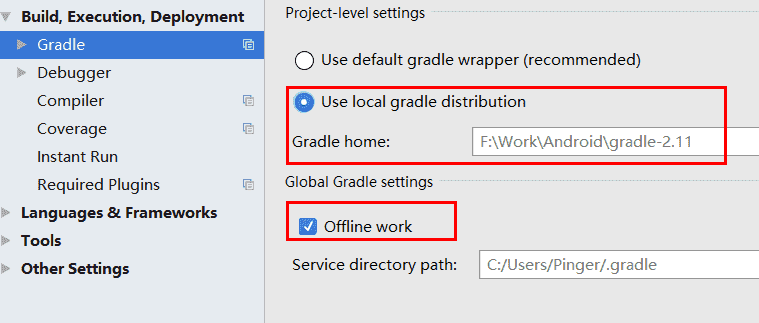 Build, Execution, Deployment
Gradle
Debugger
Compiler
Coverage
Instant Run
Required Plugins
Languages & Frameworks
Tools
Other Settings
Project-level settings
Use default gradle wrapper (recommended)
Use local gradle distribution
Gradle home: F:\Work\Android\gradle-2.11
Global Gradle settings
Offline work
Service directory path: C:/Users/Pinger/.gradle